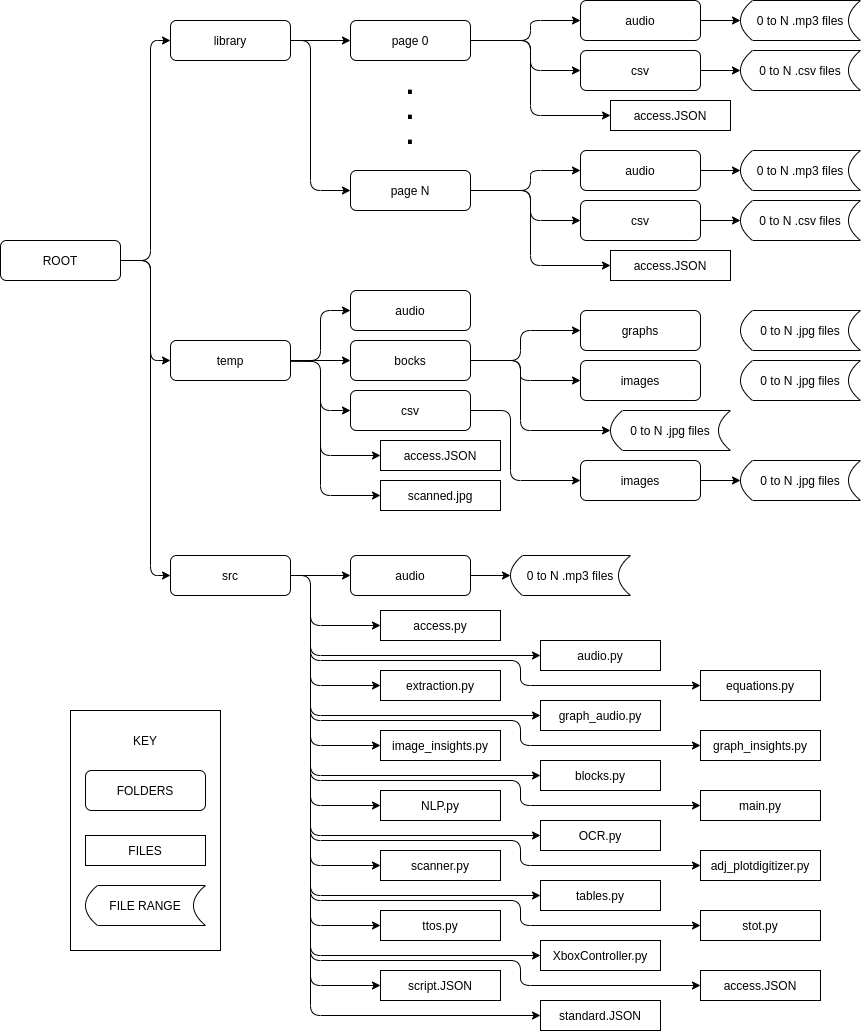 audio
0 to N .mp3 files
library
page 0
csv
0 to N .csv files
access.JSON
audio
0 to N .mp3 files
page N
csv
0 to N .csv files
ROOT
access.JSON
audio
graphs
0 to N .jpg files
temp
bocks
images
0 to N .jpg files
csv
0 to N .jpg files
access.JSON
images
0 to N .jpg files
scanned.jpg
src
audio
0 to N .mp3 files
access.py
audio.py
extraction.py
equations.py
graph_audio.py
image_insights.py
graph_insights.py
blocks.py
NLP.py
main.py
OCR.py
scanner.py
adj_plotdigitizer.py
tables.py
ttos.py
stot.py
XboxController.py
script.JSON
access.JSON
standard.JSON
KEY
FOLDERS
FILES
FILE RANGE